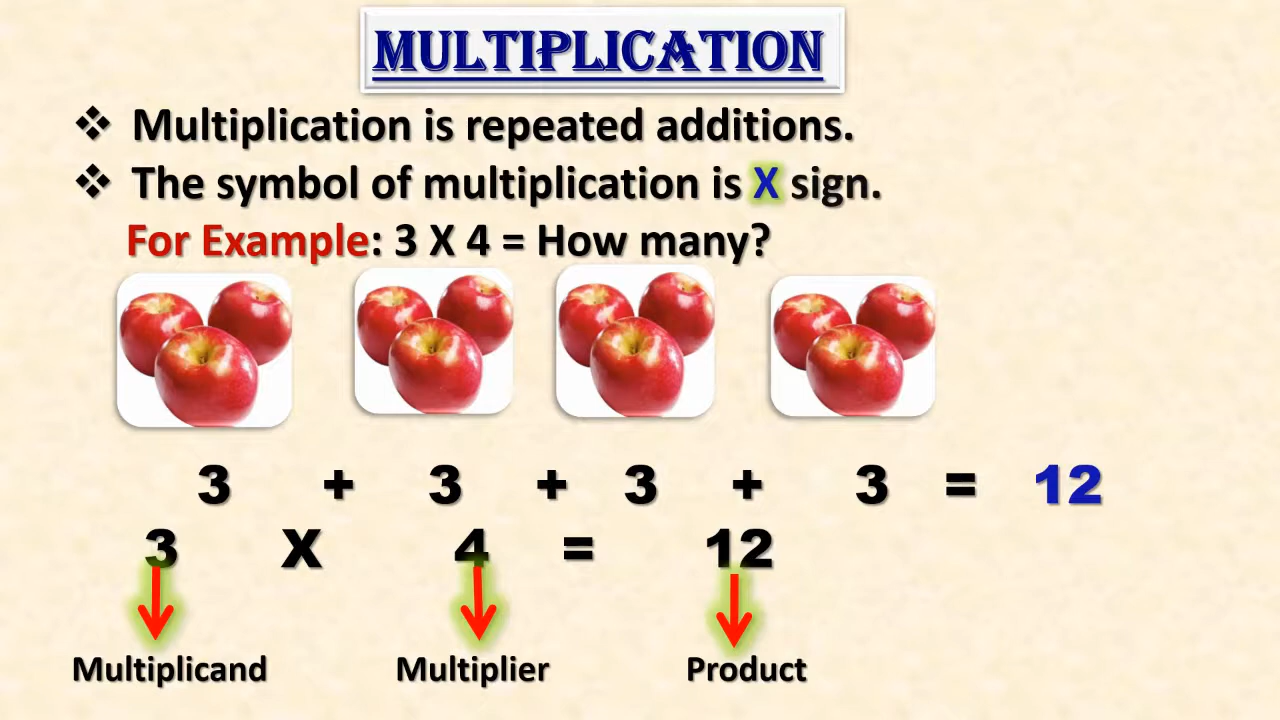 MULTIPLICATION
❖ Multiplication is repeated additions.
❖ The symbol of multiplication is X sign.
For Example: 3 X 4 = How many?
3 + 3 + 3 + 3 = 12
3 X 4 = 12
Multiplicand Multiplier Product